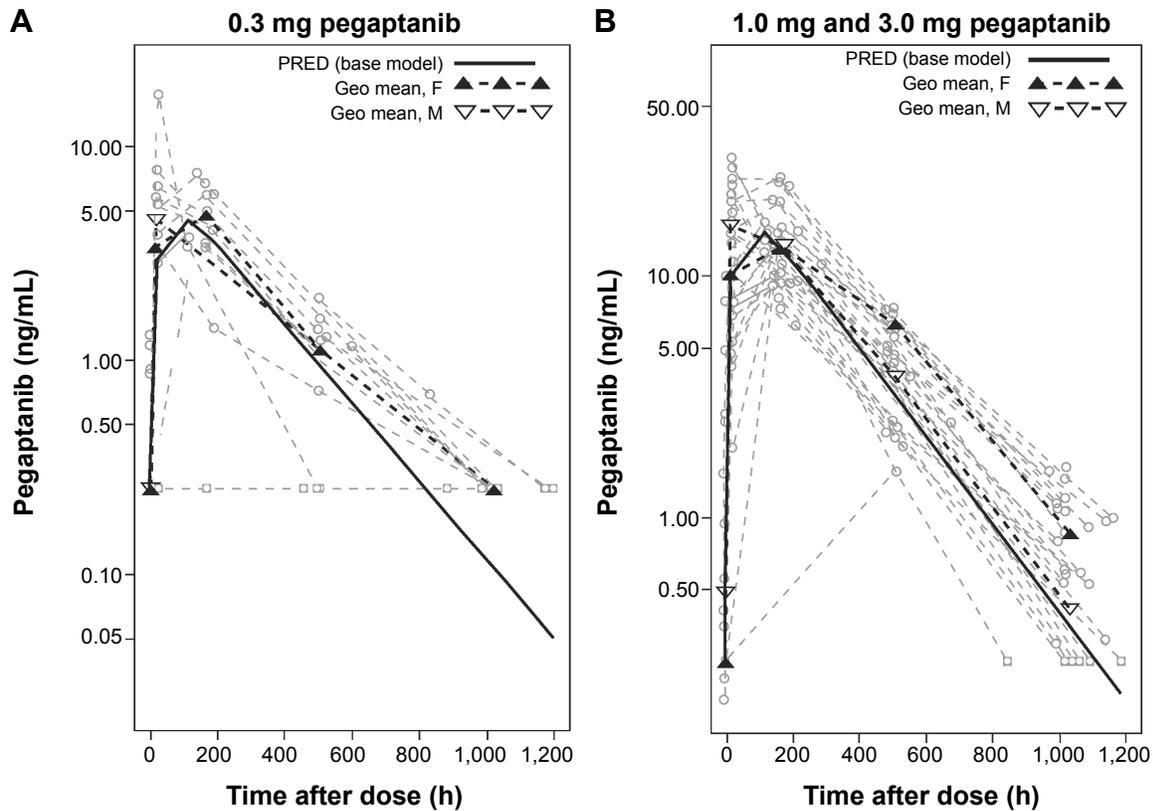 A
0.3 mg pegaptanib
PRED (base model)
Geo mean, F
Geo mean, M
10.00
5.00
1.00
0.50
0.10
0.05
Pegaptanib (ng/mL)
0 200 400 600 800 1,000 1,200
Time after dose (h)
B
1.0 mg and 3.0 mg pegaptanib
PRED (base model)
Geo mean, F
Geo mean, M
50.00
10.00
5.00
1.00
0.50
Pegaptanib (ng/mL)
0 200 400 600 800 1,000 1,200
Time after dose (h)